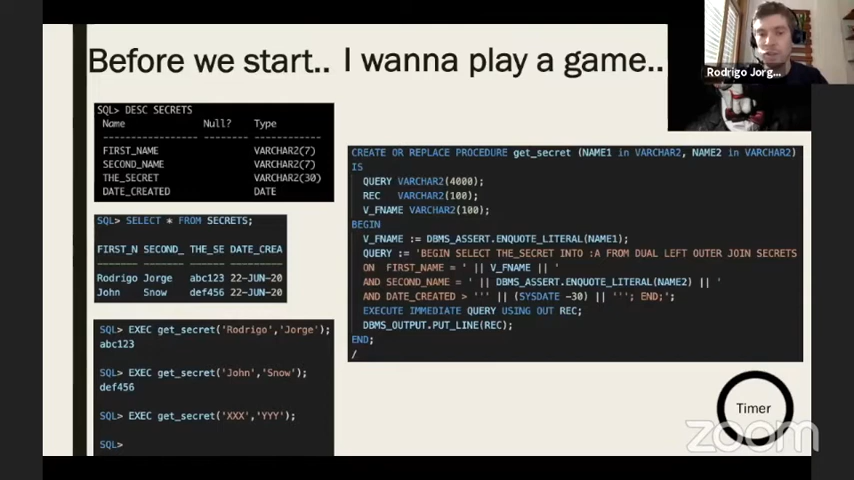 Before we start.. I wanna play a game..
Rodrigo Jorg...
SQL> DESC SECRETS
Name Null? Type
FIRST_NAME VARCHAR2(7)
SECOND_NAME VARCHAR2(7)
THE_SECRET VARCHAR2(30)
DATE_CREATED DATE
SQL> SELECT * FROM SECRETS;
FIRST_N SECOND_ THE_SE DATE_CREA
Rodrigo Jorge abc123 22-JUN-20
John Snow def456 22-JUN-20
SQL> EXEC get_secret('Rodrigo','Jorge');
abc123
SQL> EXEC get_secret('John','Snow');
def456
SQL> EXEC get_secret('XXX','YYY');
SQL>
CREATE OR REPLACE PROCEDURE get_secret (NAME1 in VARCHAR2, NAME2 in VARCHAR2)
IS
QUERY VARCHAR2(4000);
REC VARCHAR2(100);
V_FNAME VARCHAR2(100);
BEGIN
V_FNAME := DBMS_ASSERT.ENQUOTE_LITERAL(NAME1);
QUERY := 'BEGIN SELECT THE_SECRET INTO :A FROM DUAL LEFT OUTER JOIN SECRETS
ON FIRST_NAME = ' || V_FNAME || '
AND SECOND_NAME = ' || DBMS_ASSERT.ENQUOTE_LITERAL(NAME2) || '
AND DATE_CREATED > ''' || (SYSDATE -30) || '''; END;';
EXECUTE IMMEDIATE QUERY USING OUT REC;
DBMS_OUTPUT.PUT_LINE(REC);
END;
/
Timer
zoom